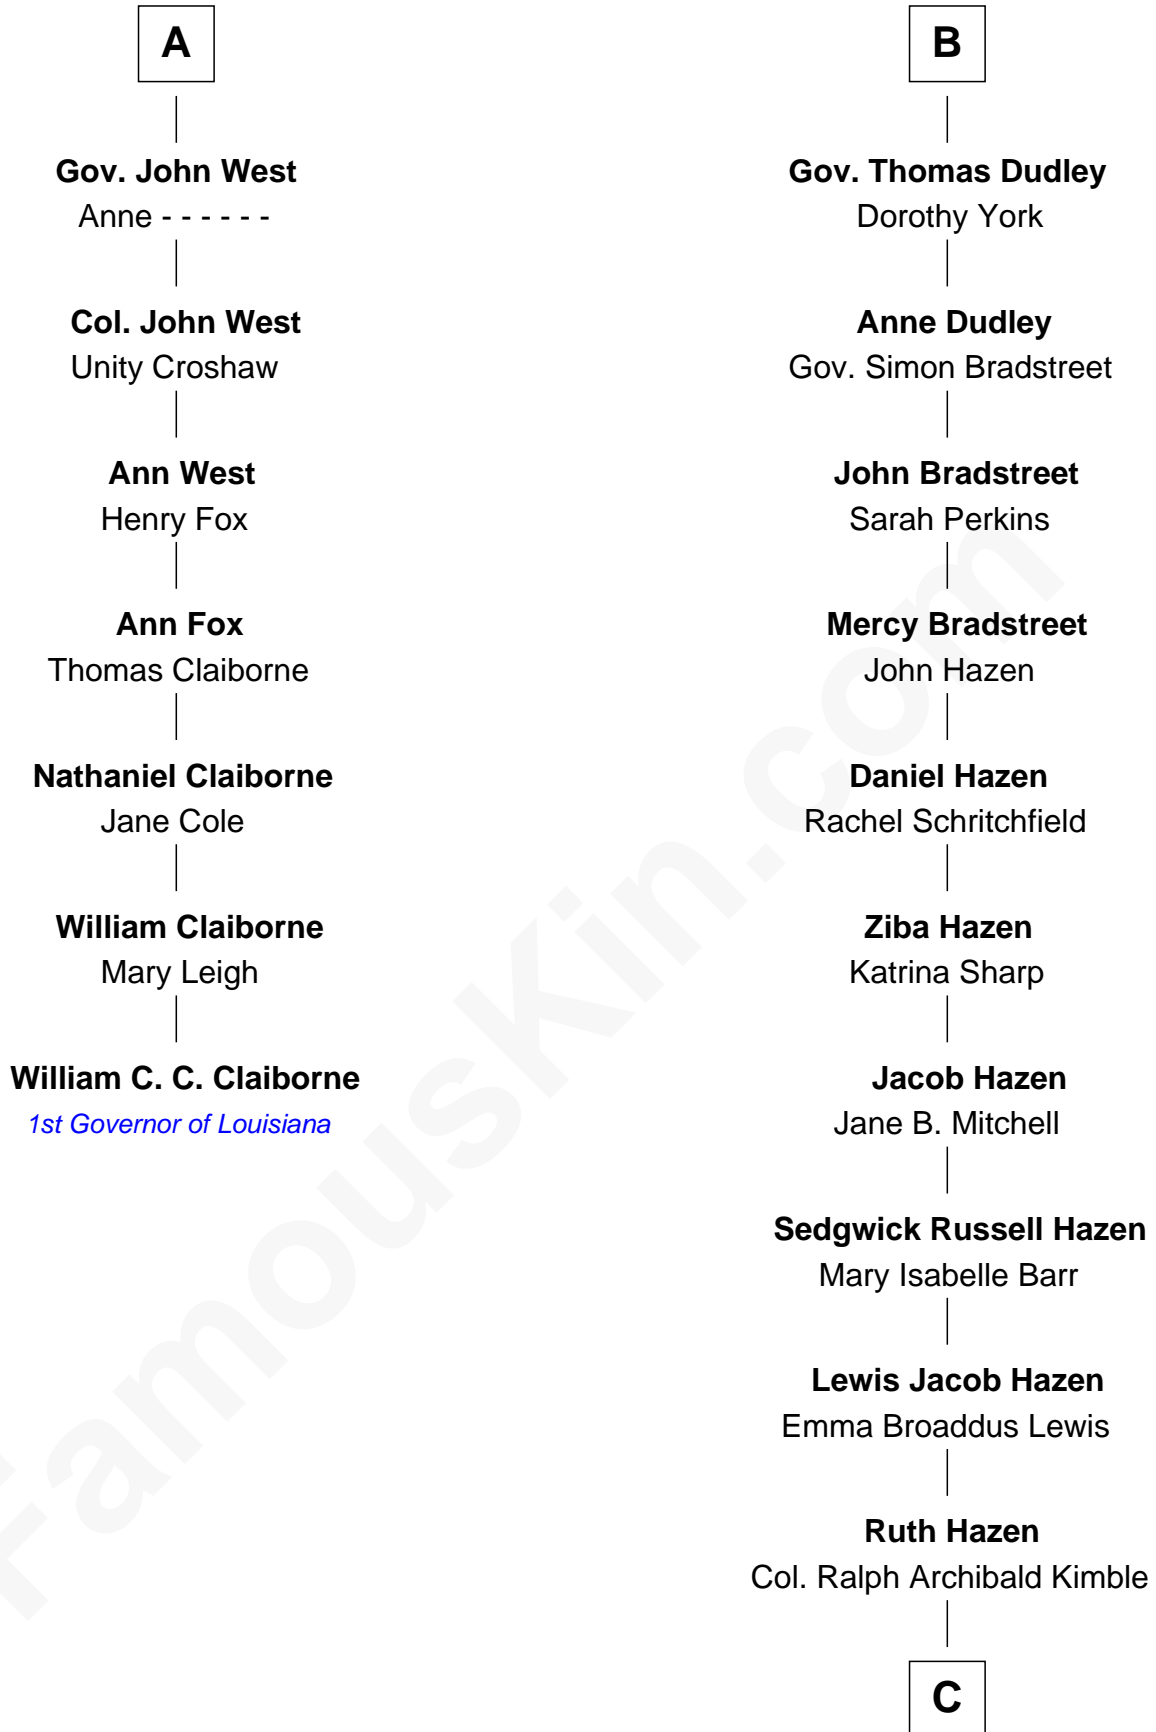 A
Gov. John West
Anne - - - - - -
Col. John West
Unity Croshaw
Ann West
Henry Fox
Ann Fox
Thomas Claiborne
Nathaniel Claiborne
Jane Cole
William Claiborne
Mary Leigh
William C. C. Claiborne
1st Governor of Louisiana
B
Gov. Thomas Dudley
Dorothy York
Anne Dudley
Gov. Simon Bradstreet
John Bradstreet
Sarah Perkins
Mercy Bradstreet
John Hazen
Daniel Hazen
Rachel Schritchfield
Ziba Hazen
Katrina Sharp
Jacob Hazen
Jane B. Mitchell
Sedgwick Russell Hazen
Mary Isabelle Barr
Lewis Jacob Hazen
Emma Broaddus Lewis
Ruth Hazen
Col. Ralph Archibald Kimble
C
FamousKin.com